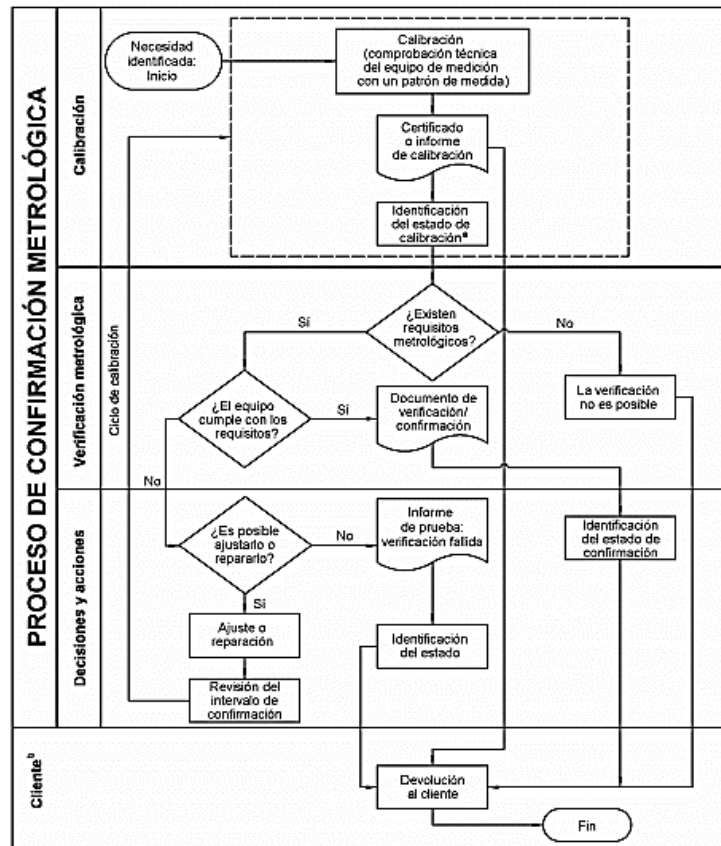 PROCESO DE CONFIRMACIÓN METROLÓGICA
Calibración
Necesidad
identificada:
Inicio
Calibración
(comprobación técnica
del equipo de medición
con un patrón de medida)
Certificado
o informe
de calibración
Identificación
del estado de
calibraciónª
Verificación metrológica
Ciclo de calibración
¿Existen
requisitos
metrológicos?
Sí
No
¿El equipo
cumple con los
requisitos?
Sí
Documento de
verificación/
confirmación
La verificación
no es posible
No
Decisiones y acciones
¿Es posible
ajustarlo o
repararlo?
No
Informe
de prueba:
verificación fallida
Identificación
del estado de
confirmación
Sí
Ajuste o
reparación
Identificación
del estado
Revisión del
intervalo de
confirmación
Clienteᵇ
Devolución
al cliente
Fin